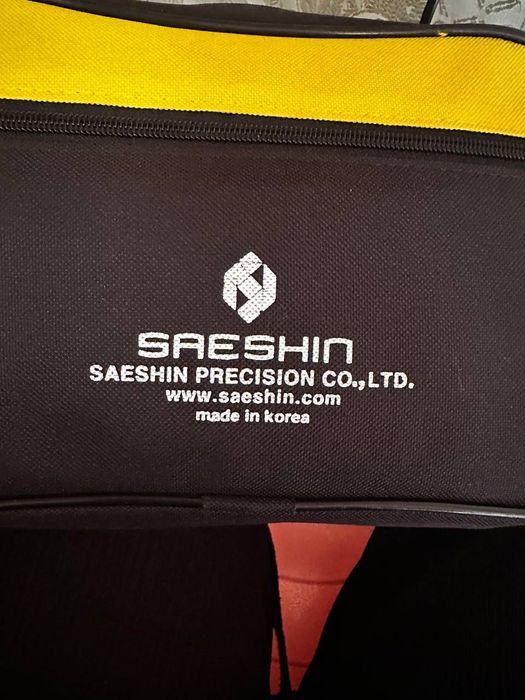 SAESHIN
SAESHIN PRECISION CO.,LTD.
www.saeshin.com
made in korea